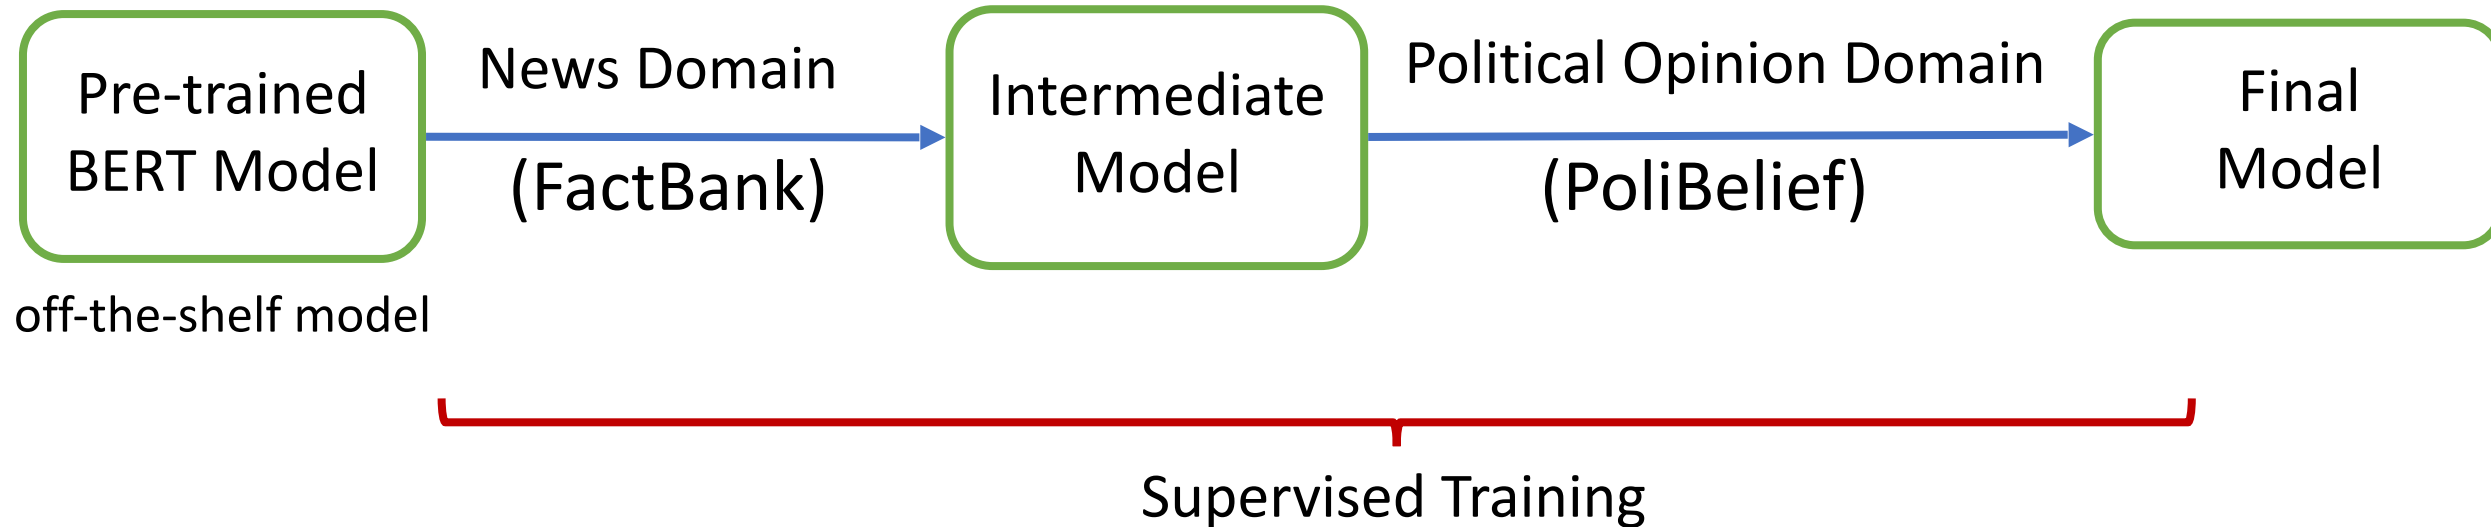 Pre-trained
BERT Model
off-the-shelf model
News Domain
(FactBank)
Intermediate
Model
Political Opinion Domain
(PoliBelief)
Final
Model
Supervised Training